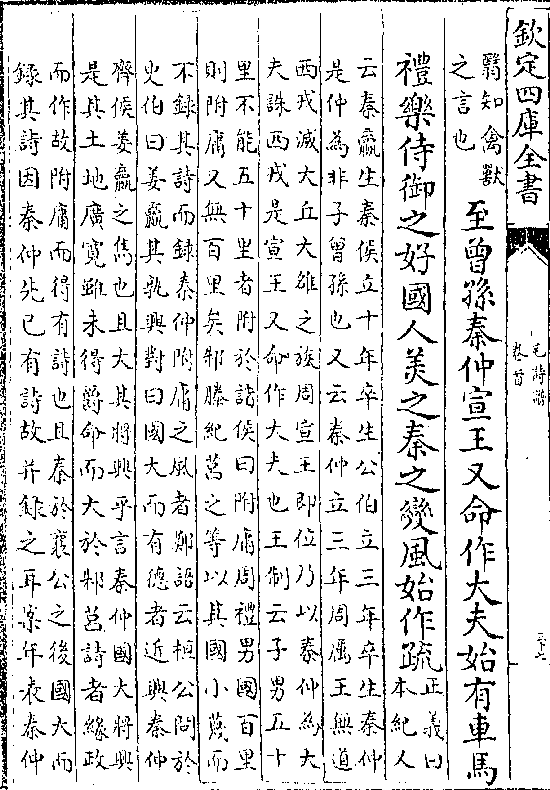 欽定四庫全書
卷首
翳知禽獸
之言也
至曾孫秦仲宣王又命作大夫始有車馬
禮樂侍御之好國人美之秦之變風始作疏
正義曰
本紀人
云秦嬴生秦侯立十年卒生公伯立三年卒生秦仲
是仲為非子曾孫也又云秦仲立三年周厲王無道
西戎滅大丘大雒之族周宣王即位乃以秦仲為大
夫誅西戎是宣王又命作大夫也王制云子男五十
里不能五十里者附於諸侯曰附庸周禮男國百里
則附庸又無百里矣邾滕紀莒之等以其國小蔑而
不錄其詩而錄秦仲附庸之風者鄭語云桓公問於
史伯曰姜嬴其孰興對曰國大而有德者近興秦仲
齊侯姜嬴之雋也且大其將興乎言秦仲國大將興
是其土地廣寬雖未得爵命而大於邾莒詩者緣政
而作故附庸而得有詩也且秦於襄公之後國大而
錄其詩因秦仲先已有詩故并錄之耳案年表秦仲